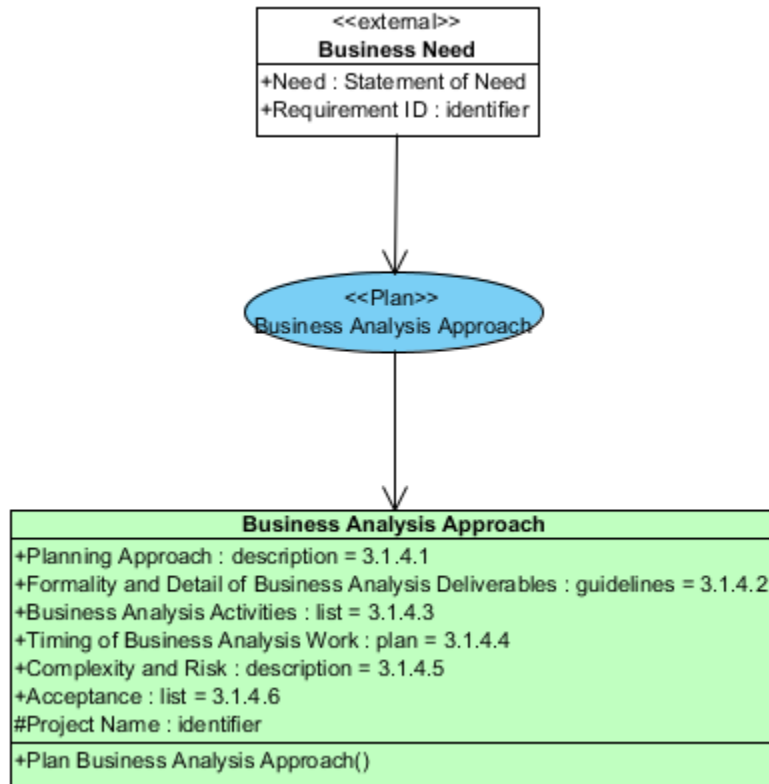 <<external>>
Business Need
+Need : Statement of Need
+Requirement ID : identifier
<<Plan>>
Business Analysis Approach
Business Analysis Approach
+Planning Approach : description = 3.1.4.1
+Formality and Detail of Business Analysis Deliverables : guidelines = 3.1.4.2
+Business Analysis Activities : list = 3.1.4.3
+Timing of Business Analysis Work : plan = 3.1.4.4
+Complexity and Risk : description = 3.1.4.5
+Acceptance : list = 3.1.4.6
#Project Name : identifier
+Plan Business Analysis Approach()